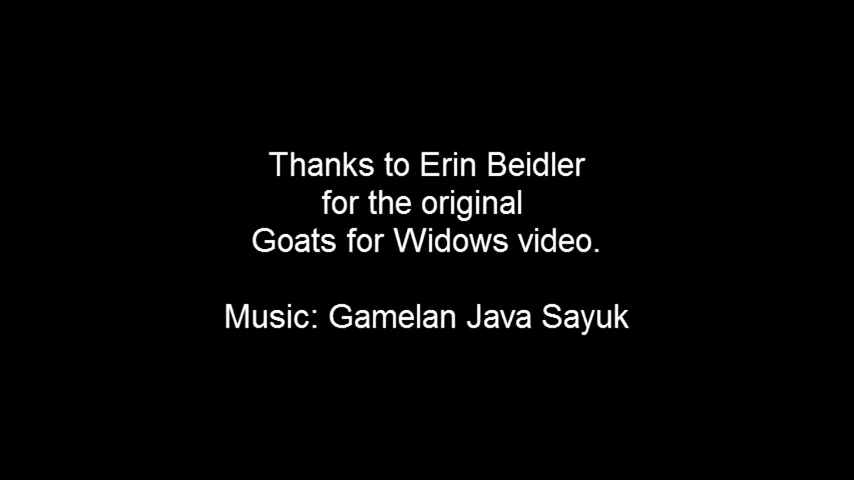 Thanks to Erin Beidler
for the original
Goats for Widows video.
Music: Gamelan Java Sayuk